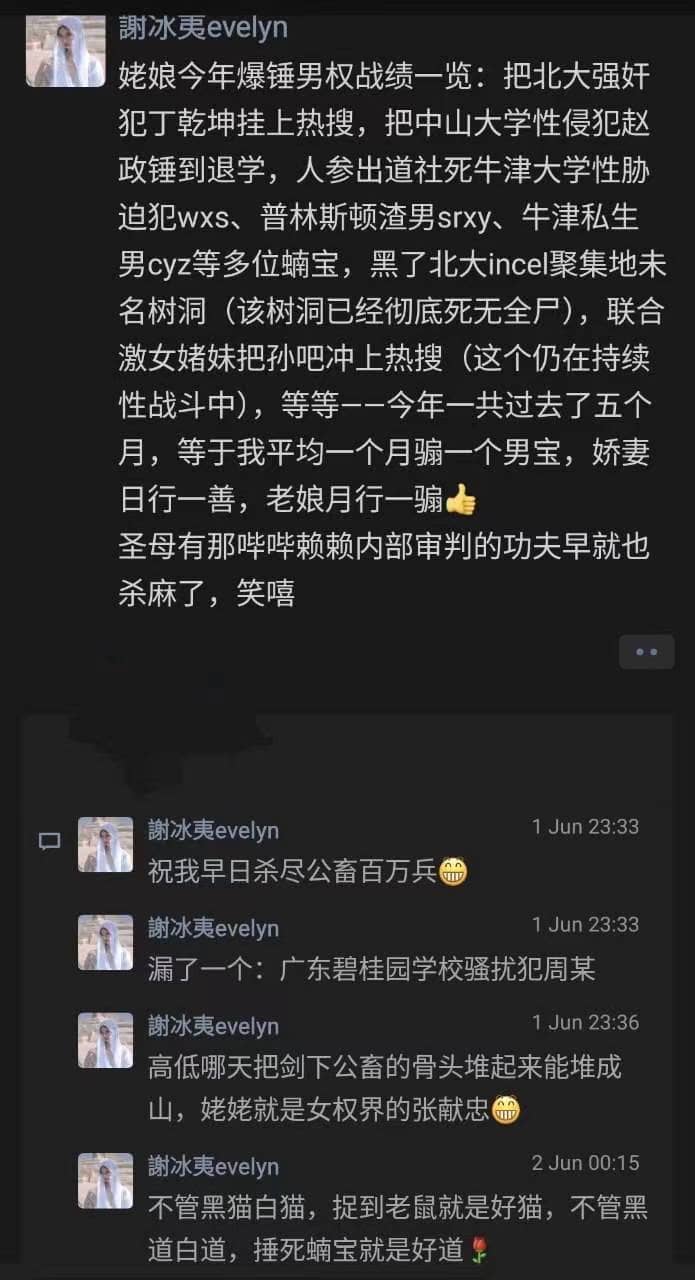 謝冰夷evelyn
姥娘今年爆锤男权战绩一览：把北大强奸
犯丁乾坤挂上热搜，把中山大学性侵犯赵
政锤到退学，人参出道社死牛津大学性胁
迫犯wxs、普林斯顿渣男srxy、牛津私生
男cyz等多位蝻宝，黑了北大incel聚集地未
名树洞（该树洞已经彻底死无全尸），联合
激女媎妹把孙吧冲上热搜（这个仍在持续
性战斗中），等等——今年一共过去了五个
月，等于我平均一个月骟一个男宝，娇妻
日行一善，老娘月行一骟👍
圣母有那哔哔赖赖内部审判的功夫早就也
杀麻了，笑嘻
謝冰夷evelyn
1 Jun 23:33
祝我早日杀尽公畜百万兵😁
謝冰夷evelyn
1 Jun 23:33
漏了一个：广东碧桂园学校骚扰犯周某
謝冰夷evelyn
1 Jun 23:36
高低哪天把剑下公畜的骨头堆起来能堆成
山，姥姥就是女权界的张献忠😁
謝冰夷evelyn
2 Jun 00:15
不管黑猫白猫，捉到老鼠就是好猫，不管黑
道白道，捶死蝻宝就是好道🌹